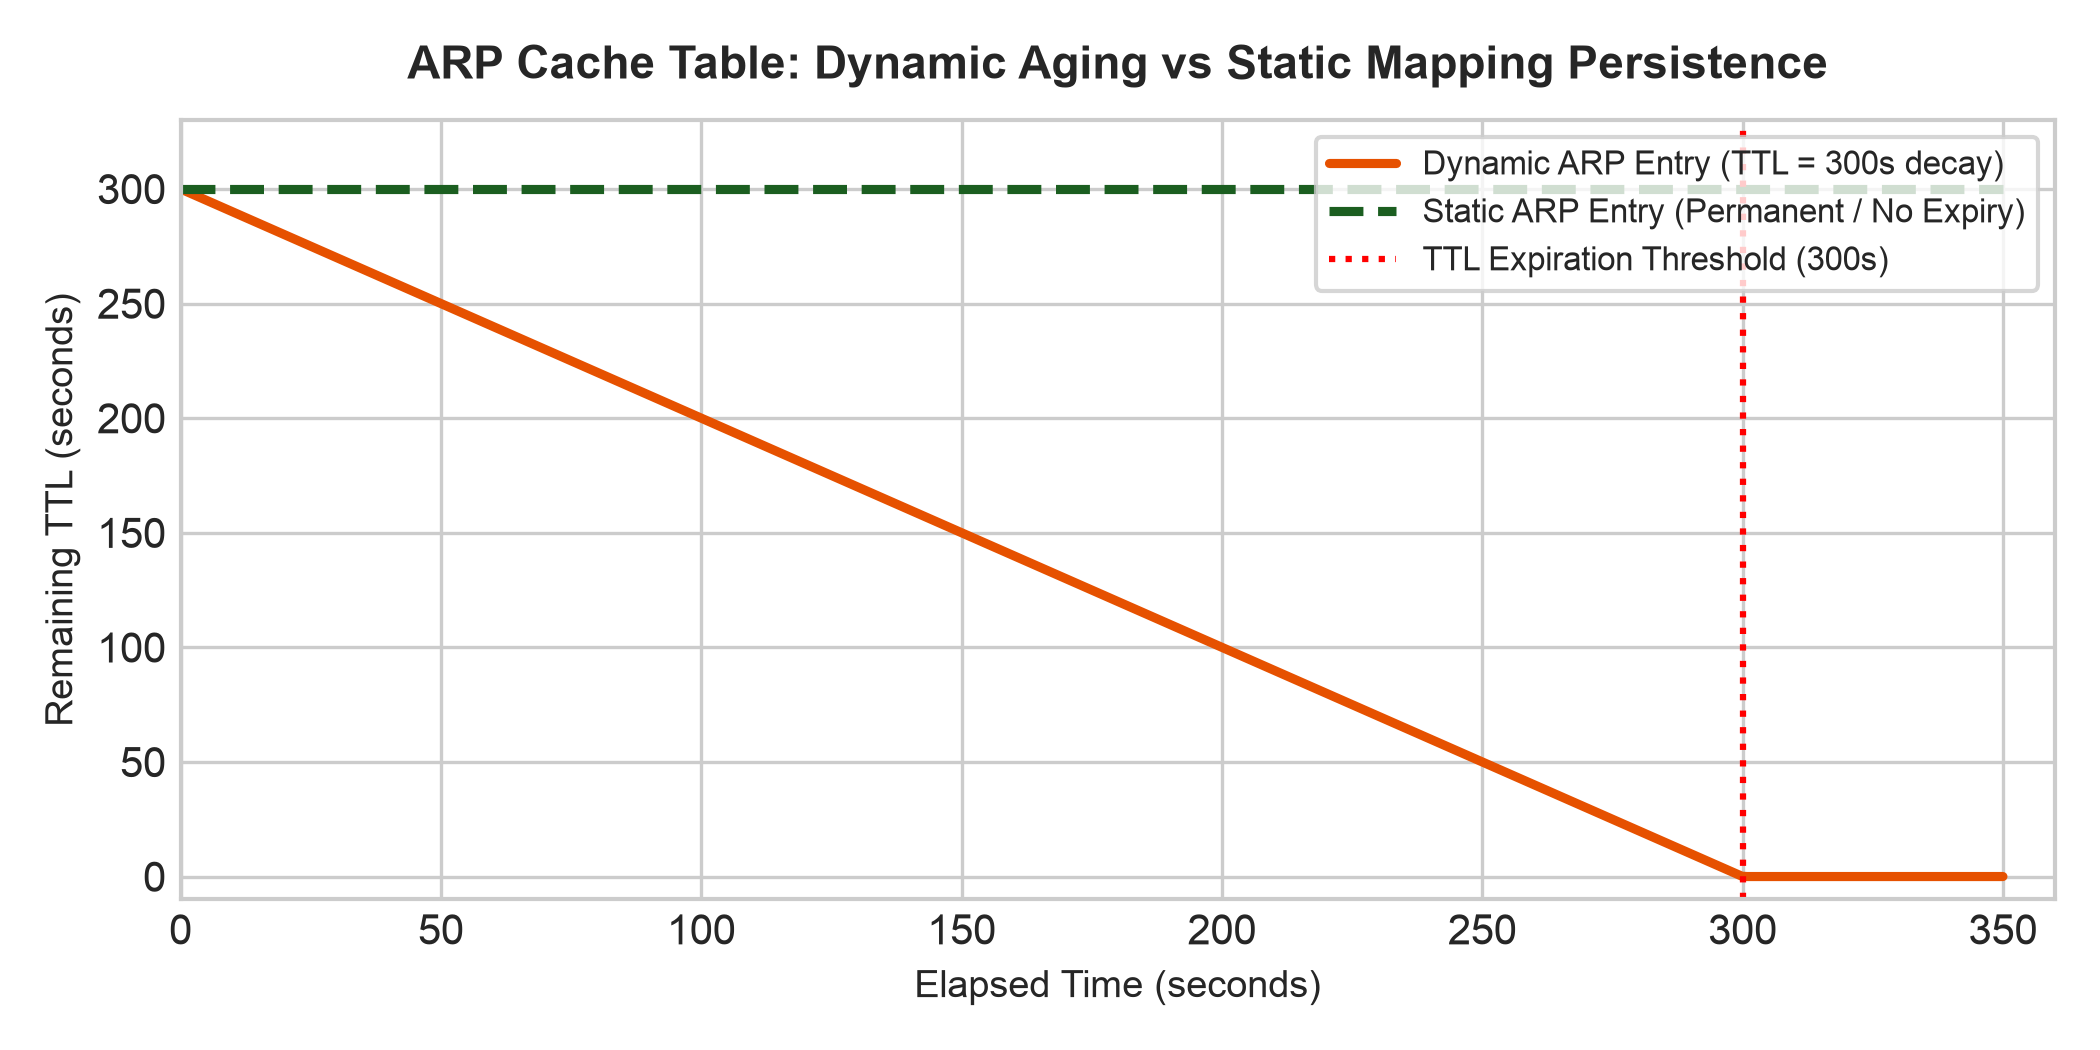 ARP Cache Table: Dynamic Aging vs Static Mapping Persistence
Dynamic ARP Entry (TTL = 300s decay)
Static ARP Entry (Permanent / No Expiry)
TTL Expiration Threshold (300s)
Remaining TTL (seconds)
300
250
200
150
100
50
0
0 50 100 150 200 250 300 350
Elapsed Time (seconds)